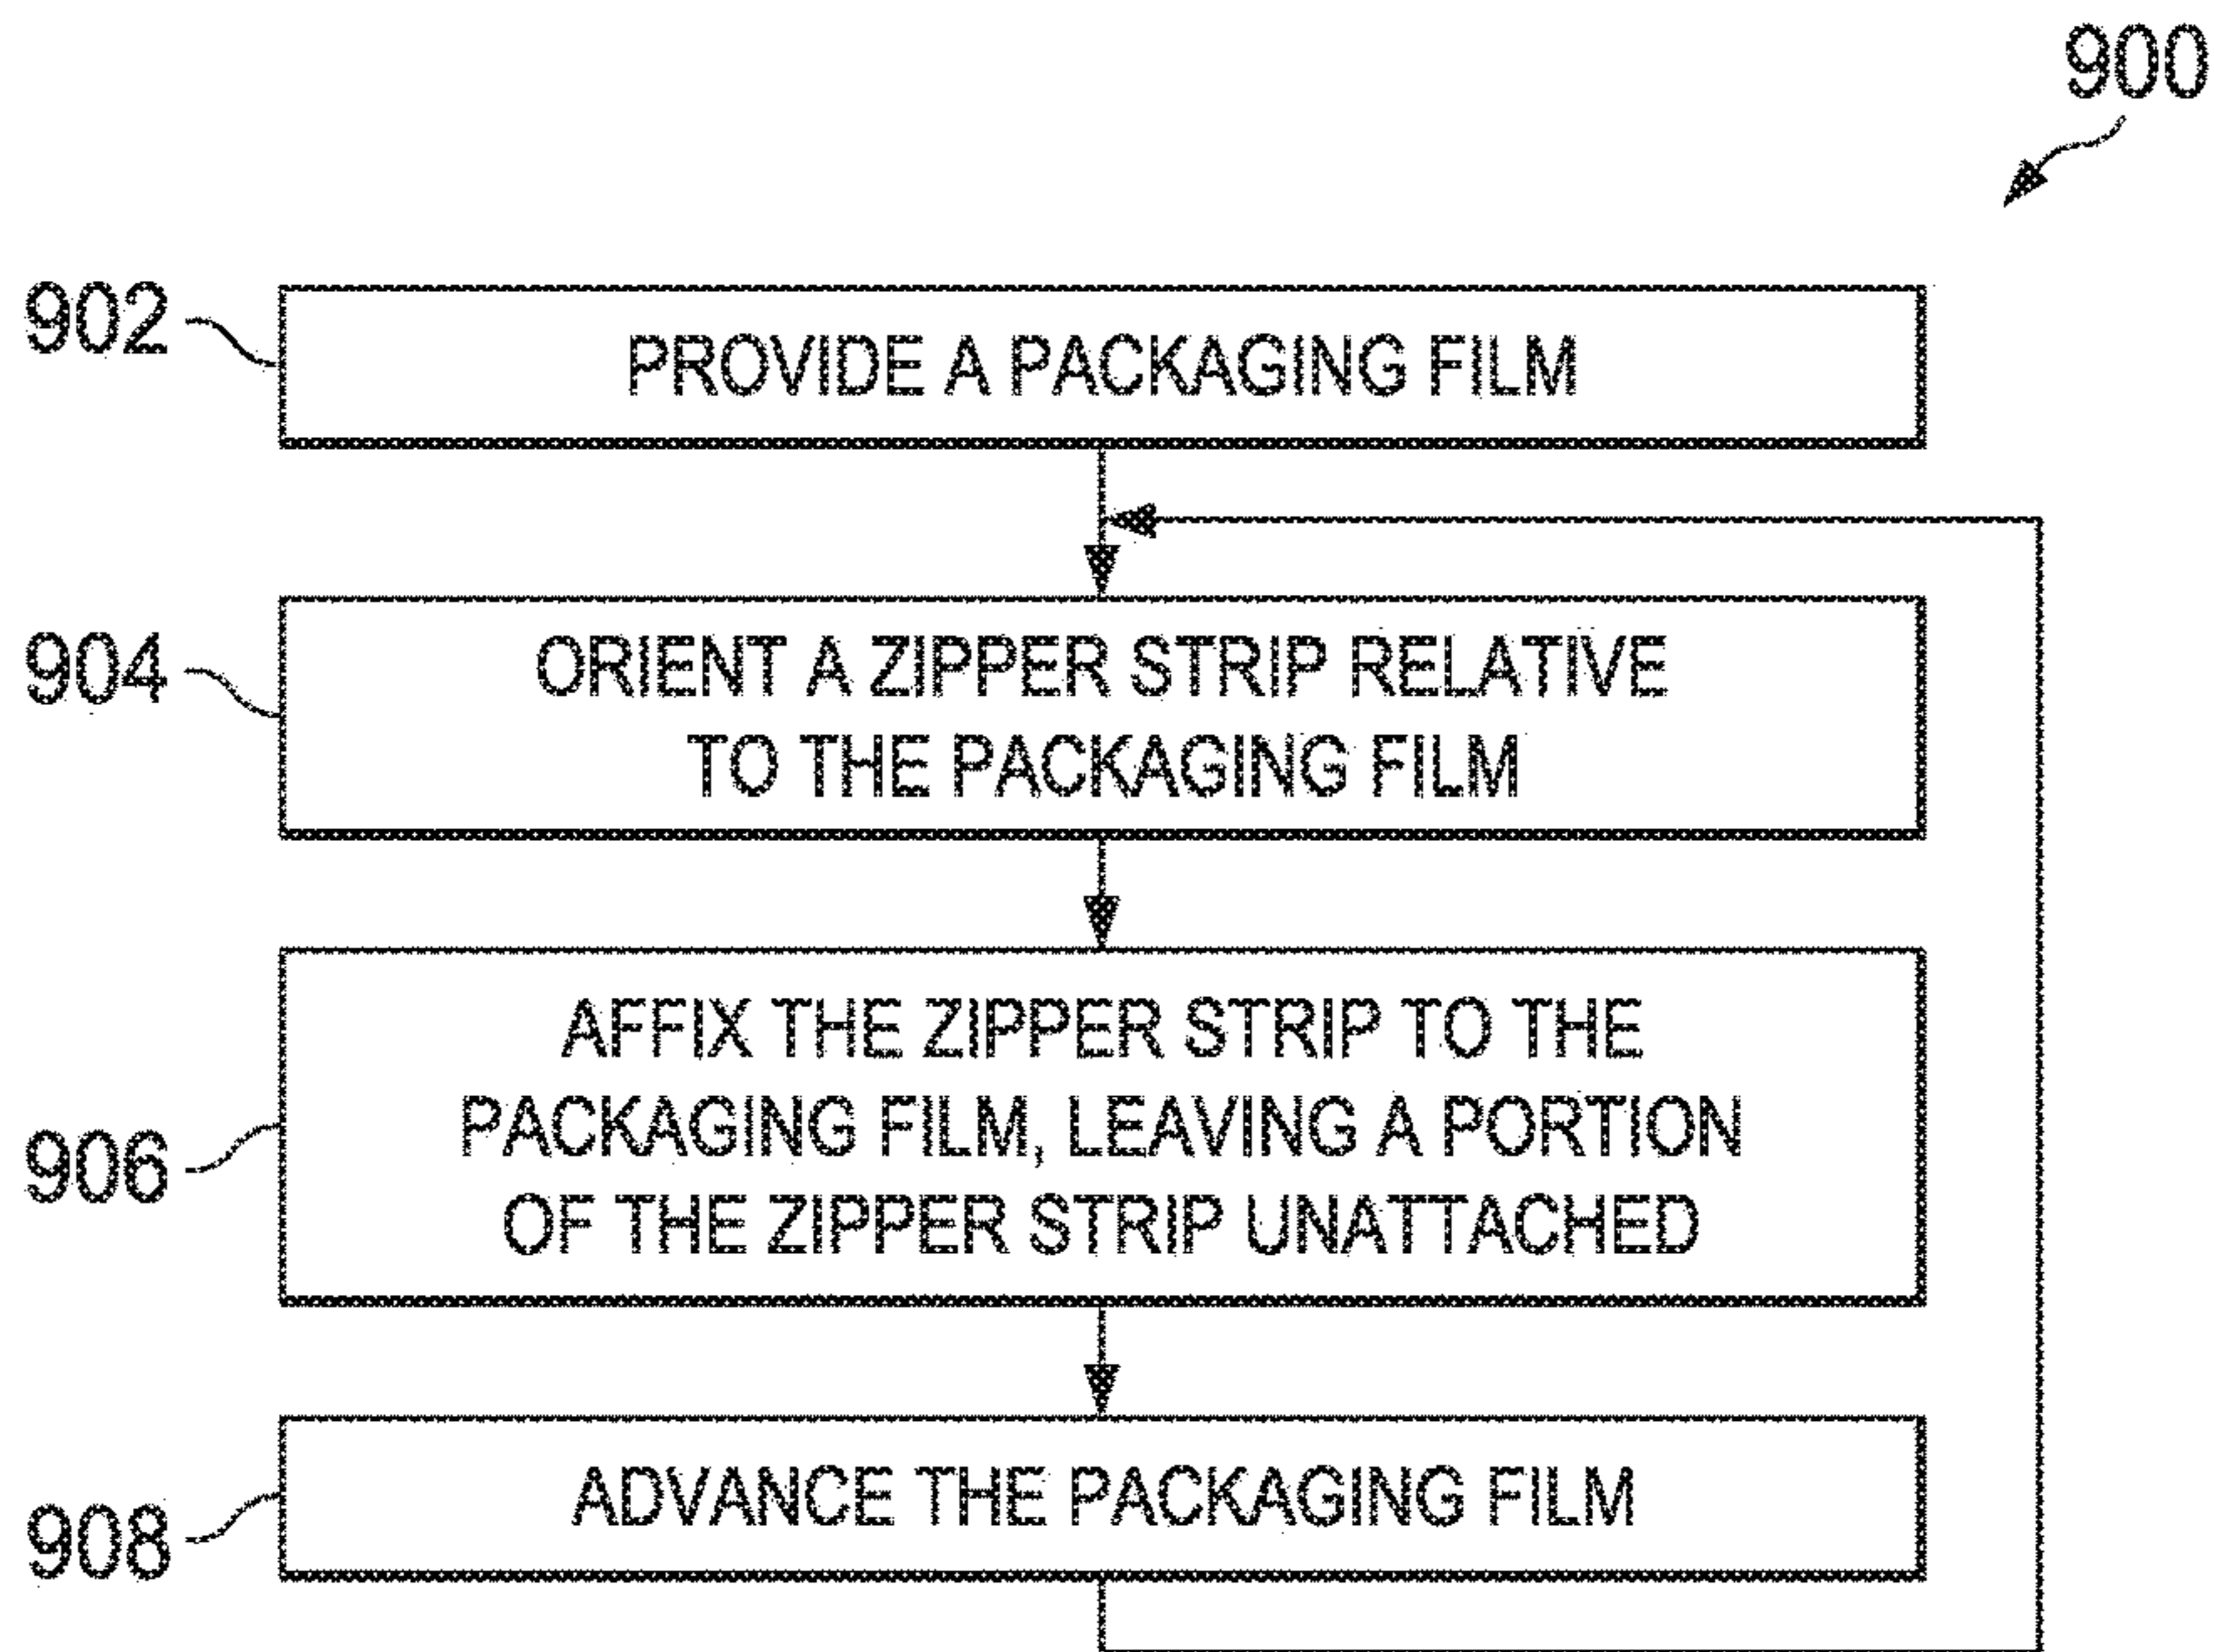 900
902
PROVIDE A PACKAGING FILM
904
ORIENT A ZIPPER STRIP RELATIVE
TO THE PACKAGING FILM
906
AFFIX THE ZIPPER STRIP TO THE
PACKAGING FILM, LEAVING A PORTION
OF THE ZIPPER STRIP UNATTACHED
908
ADVANCE THE PACKAGING FILM